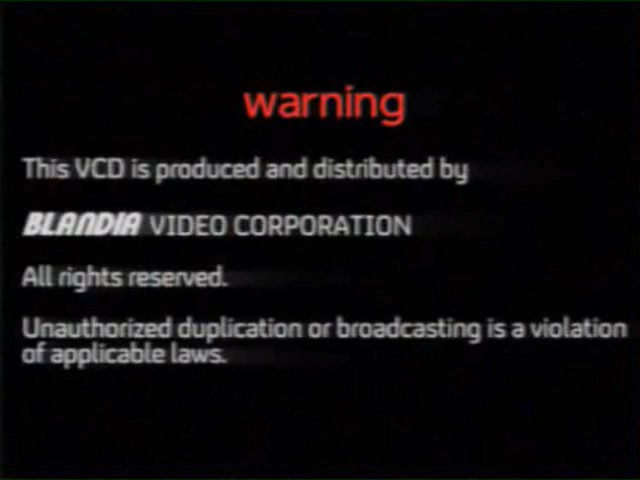 warning
This VCD is produced and distributed by
BLANDIA VIDEO CORPORATION
All rights reserved.
Unauthorized duplication or broadcasting is a violation
of applicable laws.